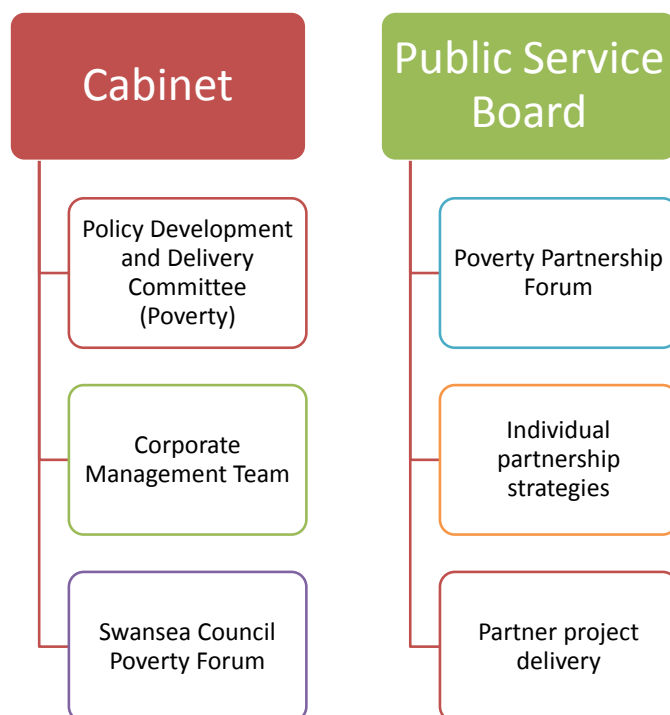 Cabinet
Policy Development
and Delivery
Committee
(Poverty)
Corporate
Management Team
Swansea Council
Poverty Forum
Public Service
Board
Poverty Partnership
Forum
Individual
partnership
strategies
Partner project
delivery